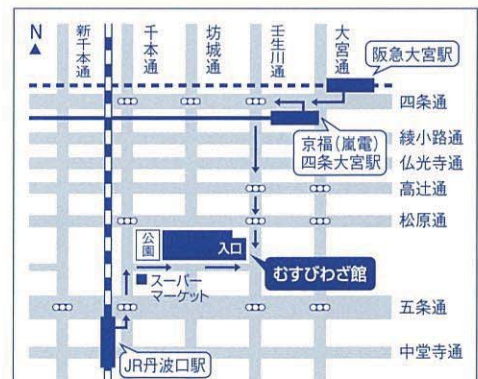 N
新千本通
千本通
坊城通
壬生川通
大宮通
阪急大宮駅
四条通
京福(嵐電)
四条大宮駅
綾小路通
仏光寺通
高辻通
松原通
公園
入口
むすびわざ館
スーパー
マーケット
五条通
JR丹波口駅
中堂寺通